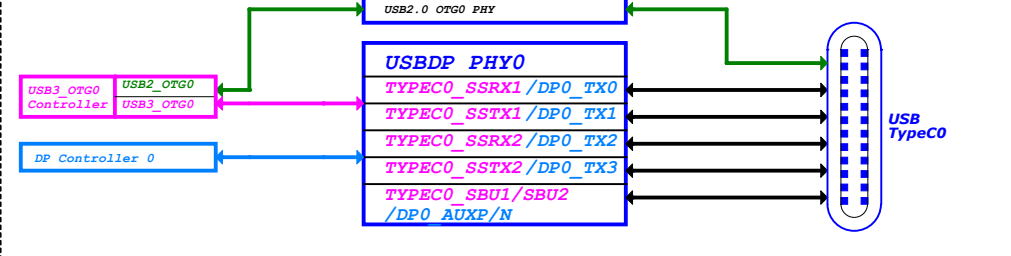 USB2.0 OTG0 PHY
USBDP PHY0
USB3_OTG0
Controller
USB2_OTG0
USB3_OTG0
TYPEC0_SSRX1/DP0_TX0
TYPEC0_SSTX1/DP0_TX1
TYPEC0_SSRX2/DP0_TX2
TYPEC0_SSTX2/DP0_TX3
TYPEC0_SBU1/SBU2
/DP0_AUXP/N
DP Controller 0
USB
TypeC0